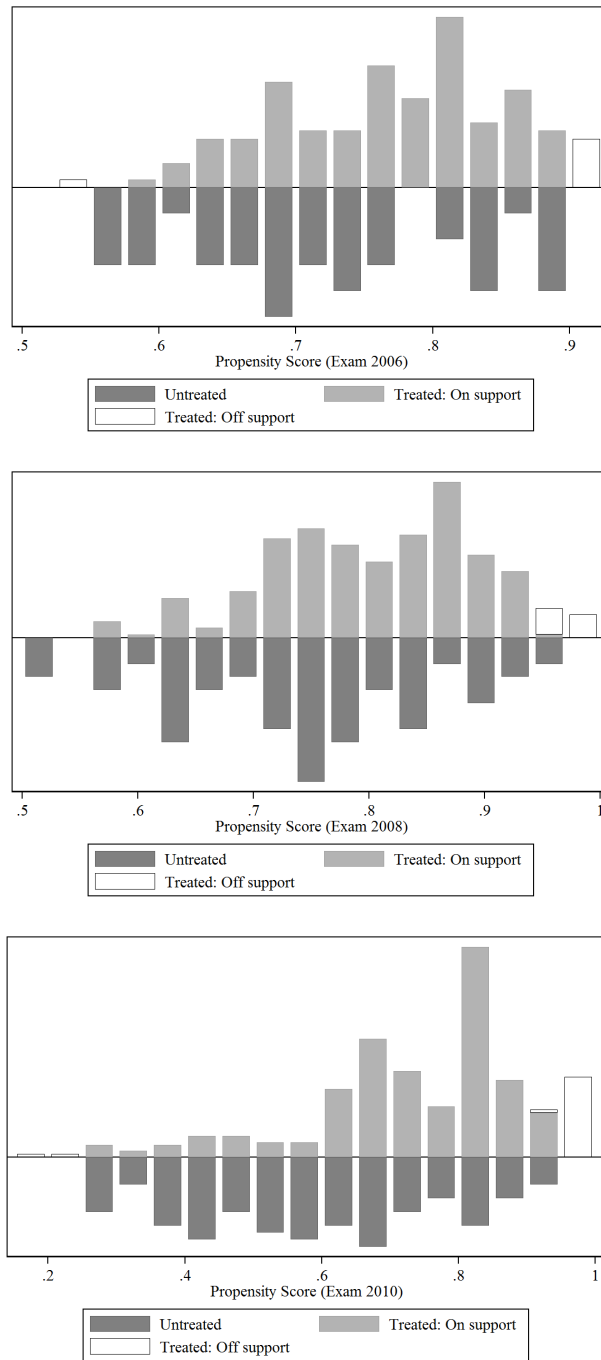 .5 .6 .7 .8 .9
Propensity Score (Exam 2006)
Untreated Treated: On support
Treated: Off support
.5 .6 .7 .8 .9 1
Propensity Score (Exam 2008)
Untreated Treated: On support
Treated: Off support
.2 .4 .6 .8 1
Propensity Score (Exam 2010)
Untreated Treated: On support
Treated: Off support